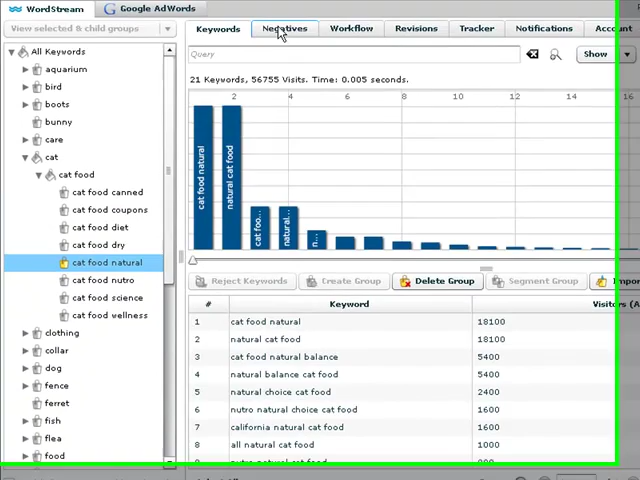 WordStream
Google AdWords
View selected & child groups
All Keywords
aquarium
bird
boots
bunny
care
cat
cat food
cat food canned
cat food coupons
cat food diet
cat food dry
cat food natural
cat food nutro
cat food science
cat food wellness
clothing
collar
dog
fence
ferret
fish
flea
food
Keywords
Negatives
Workflow
Revisions
Tracker
Notifications
Account
Query
Show
21 Keywords, 56755 Visits. Time: 0.005 seconds.
2 4 6 8 10 12 14 16
cat food natural
natural cat food
cat foo...
natural...
n...
Reject Keywords
Create Group
Delete Group
Segment Group
Impor
# Keyword Visitors (A
1 cat food natural 18100
2 natural cat food 18100
3 cat food natural balance 5400
4 natural balance cat food 5400
5 natural choice cat food 2400
6 nutro natural choice cat food 1600
7 california natural cat food 1600
8 all natural cat food 1000